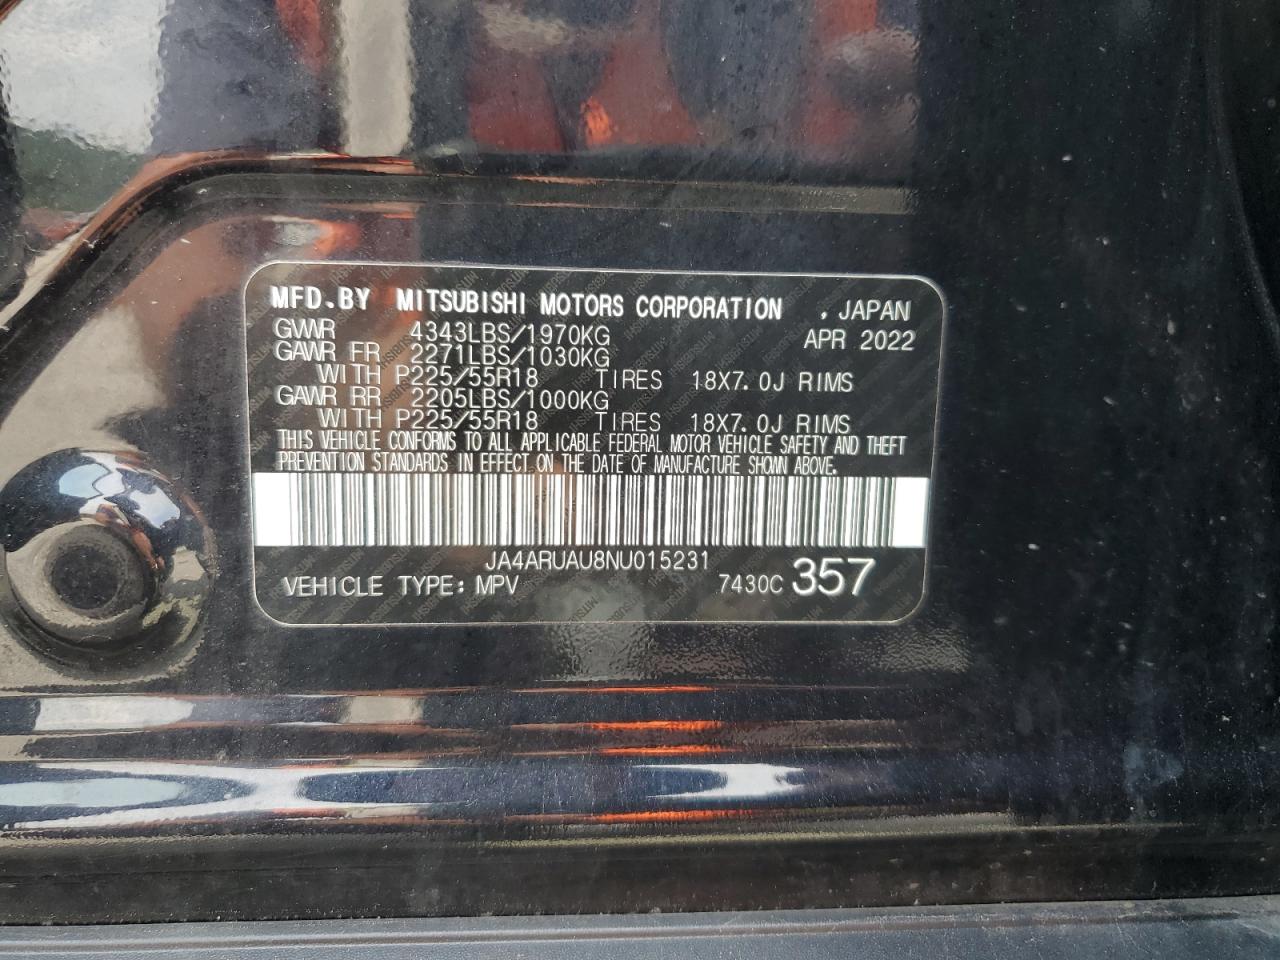 MFD.BY MITSUBISHI MOTORS CORPORATION , JAPAN
GVWR 4343LBS/1970KG APR 2022
GAWR FR 2271LBS/1030KG
WITH P225/55R18 TIRES 18X7.0J RIMS
GAWR RR 2205LBS/1000KG
WITH P225/55R18 TIRES 18X7.0J RIMS
THIS VEHICLE CONFORMS TO ALL APPLICABLE FEDERAL MOTOR VEHICLE SAFETY AND THEFT
PREVENTION STANDARDS IN EFFECT ON THE DATE OF MANUFACTURE SHOWN ABOVE.
JA4ARUAU8NU015231
VEHICLE TYPE: MPV 7430C 357